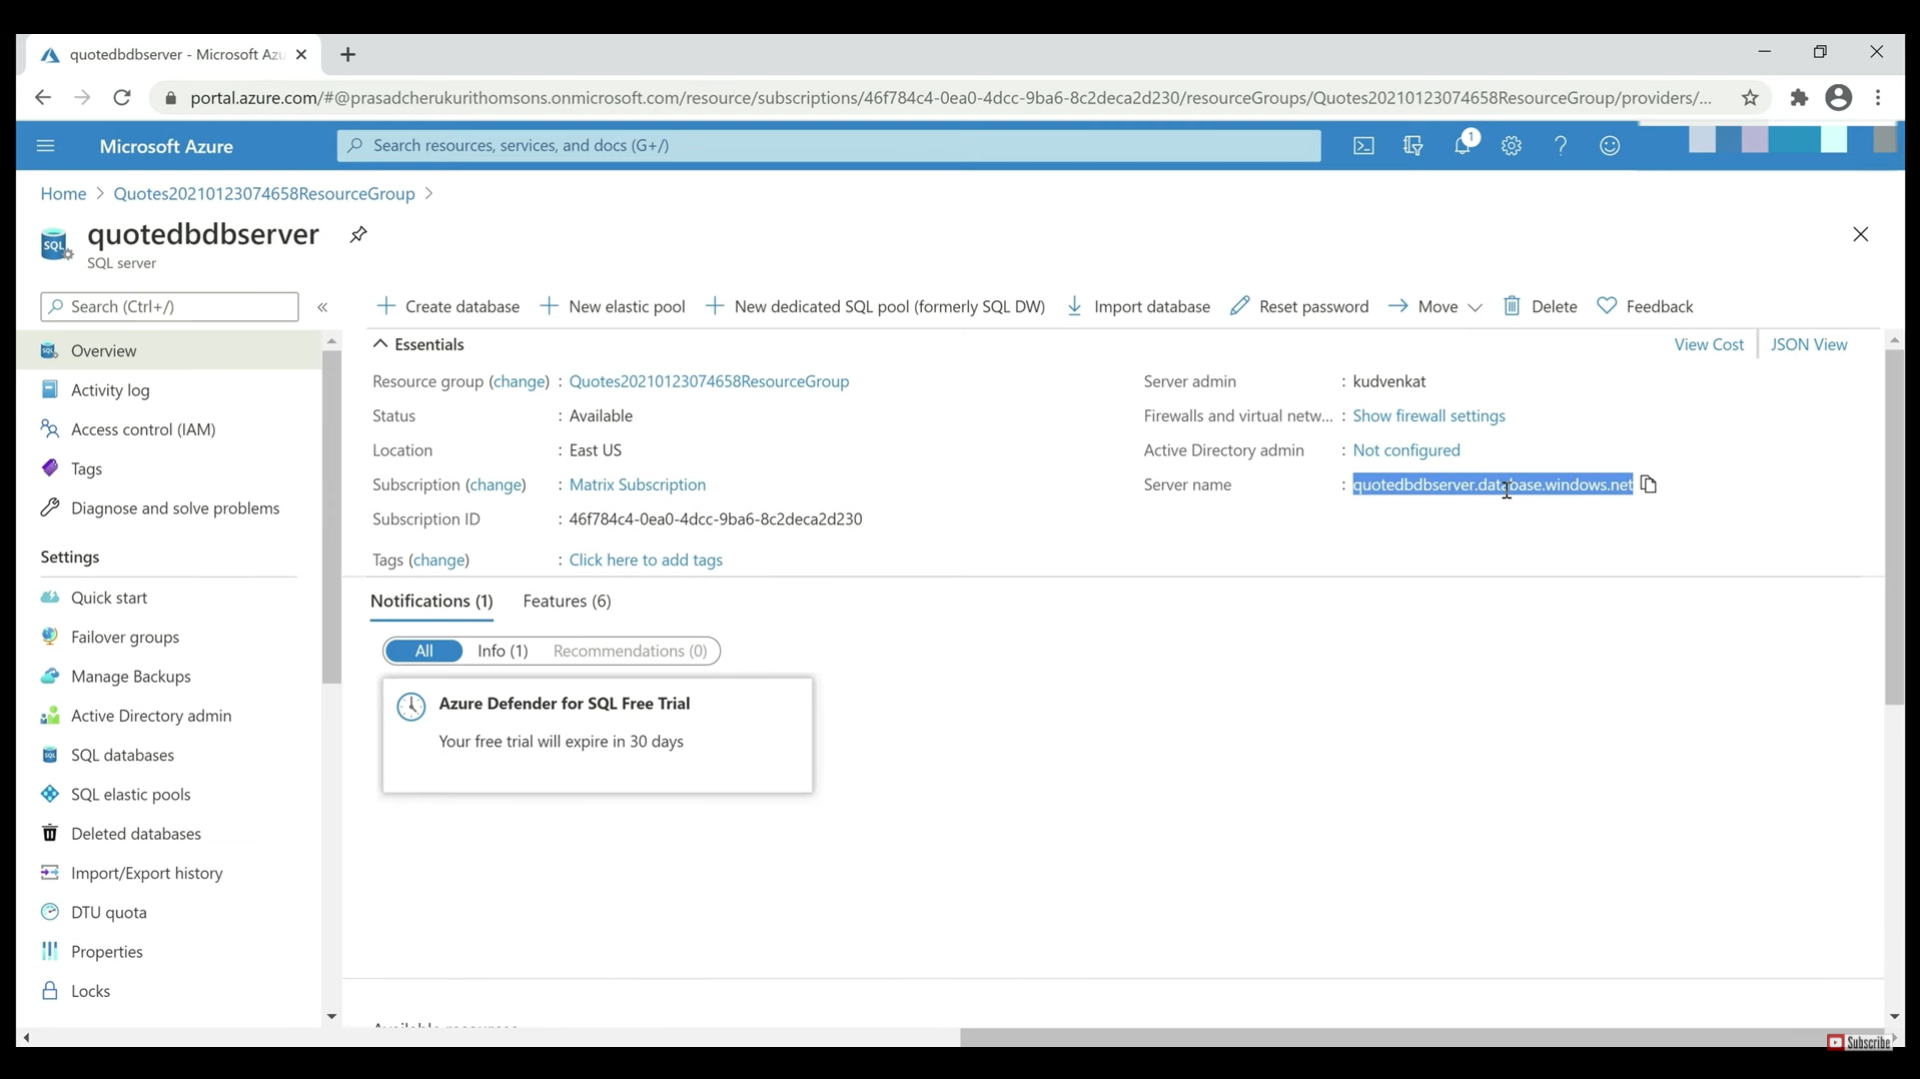 quotedbdbserver - Microsoft Azu
portal.azure.com/#@prasadcherukurithomsons.onmicrosoft.com/resource/subscriptions/46f784c4-0ea0-4dcc-9ba6-8c2deca2d230/resourceGroups/Quotes20210123074658ResourceGroup/providers/...
Microsoft Azure
Search resources, services, and docs (G+/)
1
Home > Quotes20210123074658ResourceGroup >
quotedbdbserver
SQL
SQL server
Search (Ctrl+/)
«
Create database
New elastic pool
New dedicated SQL pool (formerly SQL DW)
Import database
Reset password
Move
Delete
Feedback
Overview
Activity log
Access control (IAM)
Tags
Diagnose and solve problems
Settings
Quick start
Failover groups
Manage Backups
Active Directory admin
SQL databases
SQL elastic pools
Deleted databases
Import/Export history
DTU quota
Properties
Locks
Essentials
View Cost
JSON View
Resource group (change) : Quotes20210123074658ResourceGroup
Status : Available
Location : East US
Subscription (change) : Matrix Subscription
Subscription ID : 46f784c4-0ea0-4dcc-9ba6-8c2deca2d230
Tags (change) : Click here to add tags
Server admin : kudvenkat
Firewalls and virtual netw... : Show firewall settings
Active Directory admin : Not configured
Server name : quotedbdbserver.database.windows.net
Notifications (1)
Features (6)
All
Info (1)
Recommendations (0)
Azure Defender for SQL Free Trial
Your free trial will expire in 30 days
Subscribe